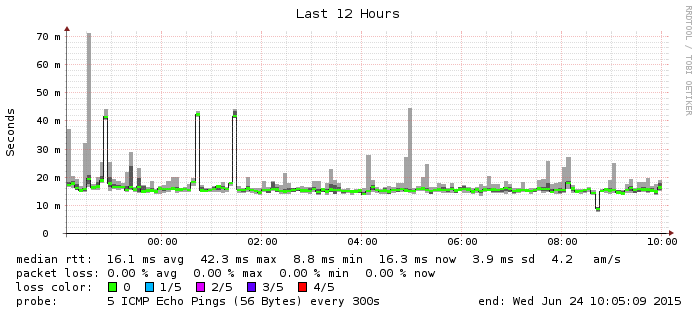 Last 12 Hours
RRDTOOL / TOBI OETIKER
Seconds
70 m
60 m
50 m
40 m
30 m
20 m
10 m
0
00:00 02:00 04:00 06:00 08:00 10:00
median rtt: 16.1 ms avg 42.3 ms max 8.8 ms min 16.3 ms now 3.9 ms sd 4.2 am/s
packet loss: 0.00 % avg 0.00 % max 0.00 % min 0.00 % now
loss color: 0 1/5 2/5 3/5 4/5
probe: 5 ICMP Echo Pings (56 Bytes) every 300s end: Wed Jun 24 10:05:09 2015